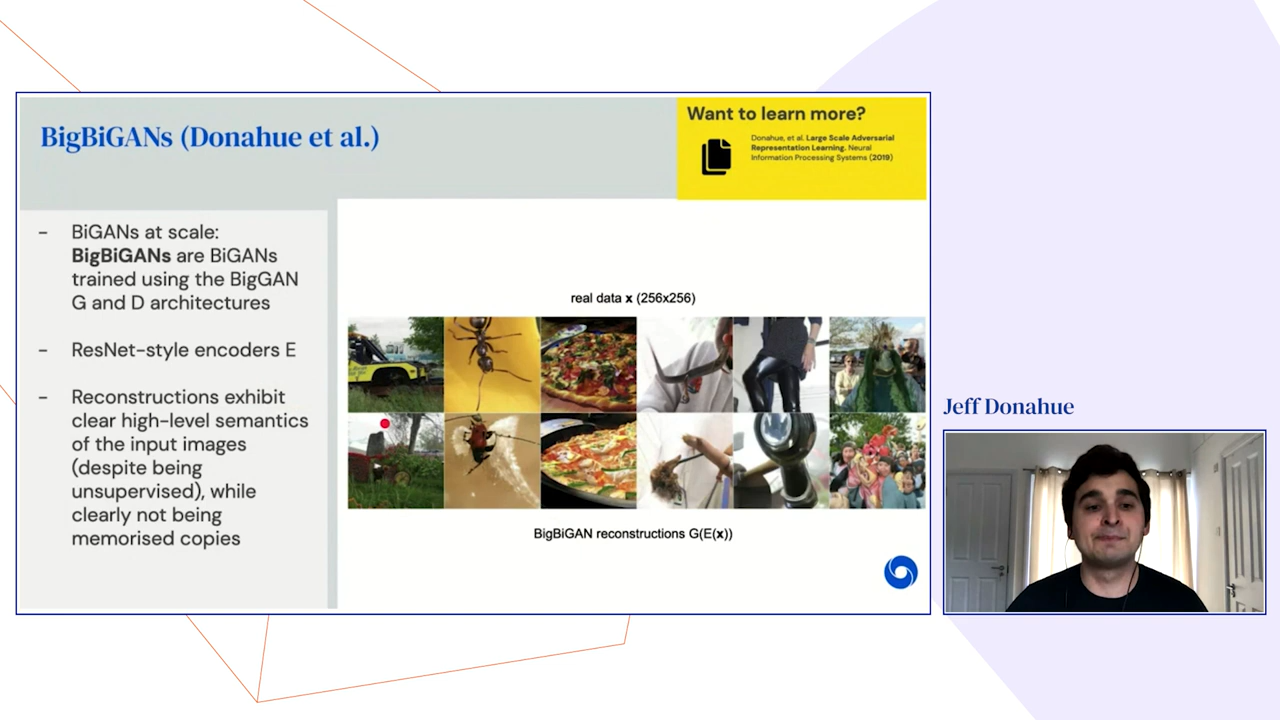 BigBiGANs (Donahue et al.)
Want to learn more?
Donahue, et al. Large Scale Adversarial
Representation Learning. Neural
Information Processing Systems (2019)
- BiGANs at scale:
BigBiGANs are BiGANs
trained using the BigGAN
G and D architectures
- ResNet-style encoders E
- Reconstructions exhibit
clear high-level semantics
of the input images
(despite being
unsupervised), while
clearly not being
memorised copies
real data x (256x256)
BigBiGAN reconstructions G(E(x))
Jeff Donahue